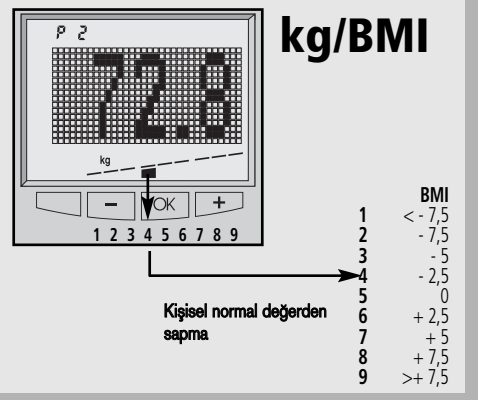 kg/BMI
P 2
72.8
kg
- OK +
1 2 3 4 5 6 7 8 9
BMI
1 < - 7,5
2 - 7,5
3 - 5
4 - 2,5
5 0
6 + 2,5
7 + 5
8 + 7,5
9 >+ 7,5
Kişisel normal değerden
sapma